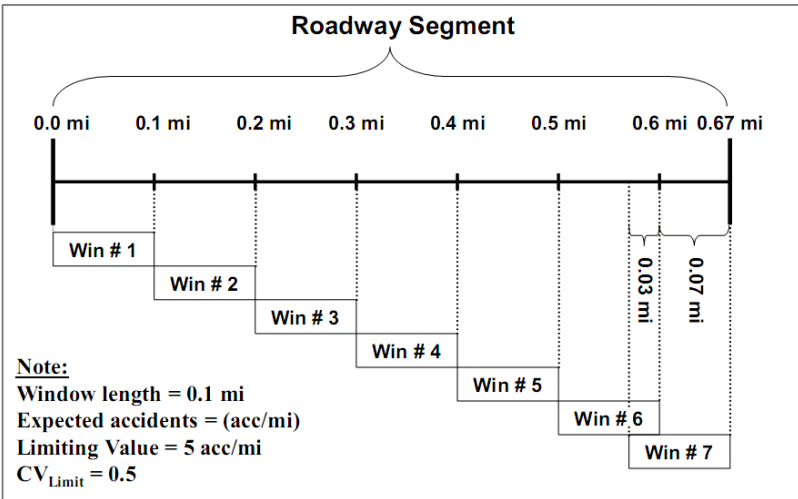 Roadway Segment
0.0 mi 0.1 mi 0.2 mi 0.3 mi 0.4 mi 0.5 mi 0.6 mi 0.67 mi
Win # 1
Win # 2
Win # 3
Win # 4
Win # 5
Win # 6
Win # 7
0.03 mi
0.07 mi
Note:
Window length = 0.1 mi
Expected accidents = (acc/mi)
Limiting Value = 5 acc/mi
CVLimit = 0.5